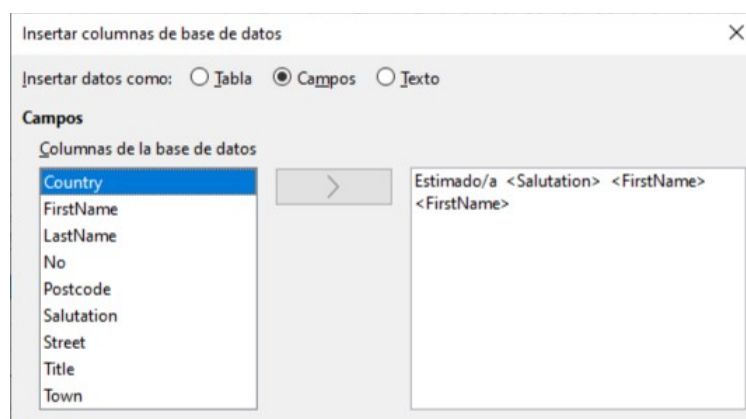 Insertar columnas de base de datos
Insertar datos como: Tabla Campos Texto
Campos
Columnas de la base de datos
Country
FirstName
LastName
No
Postcode
Salutation
Street
Title
Town
>
Estimado/a <Salutation> <FirstName>
<FirstName>